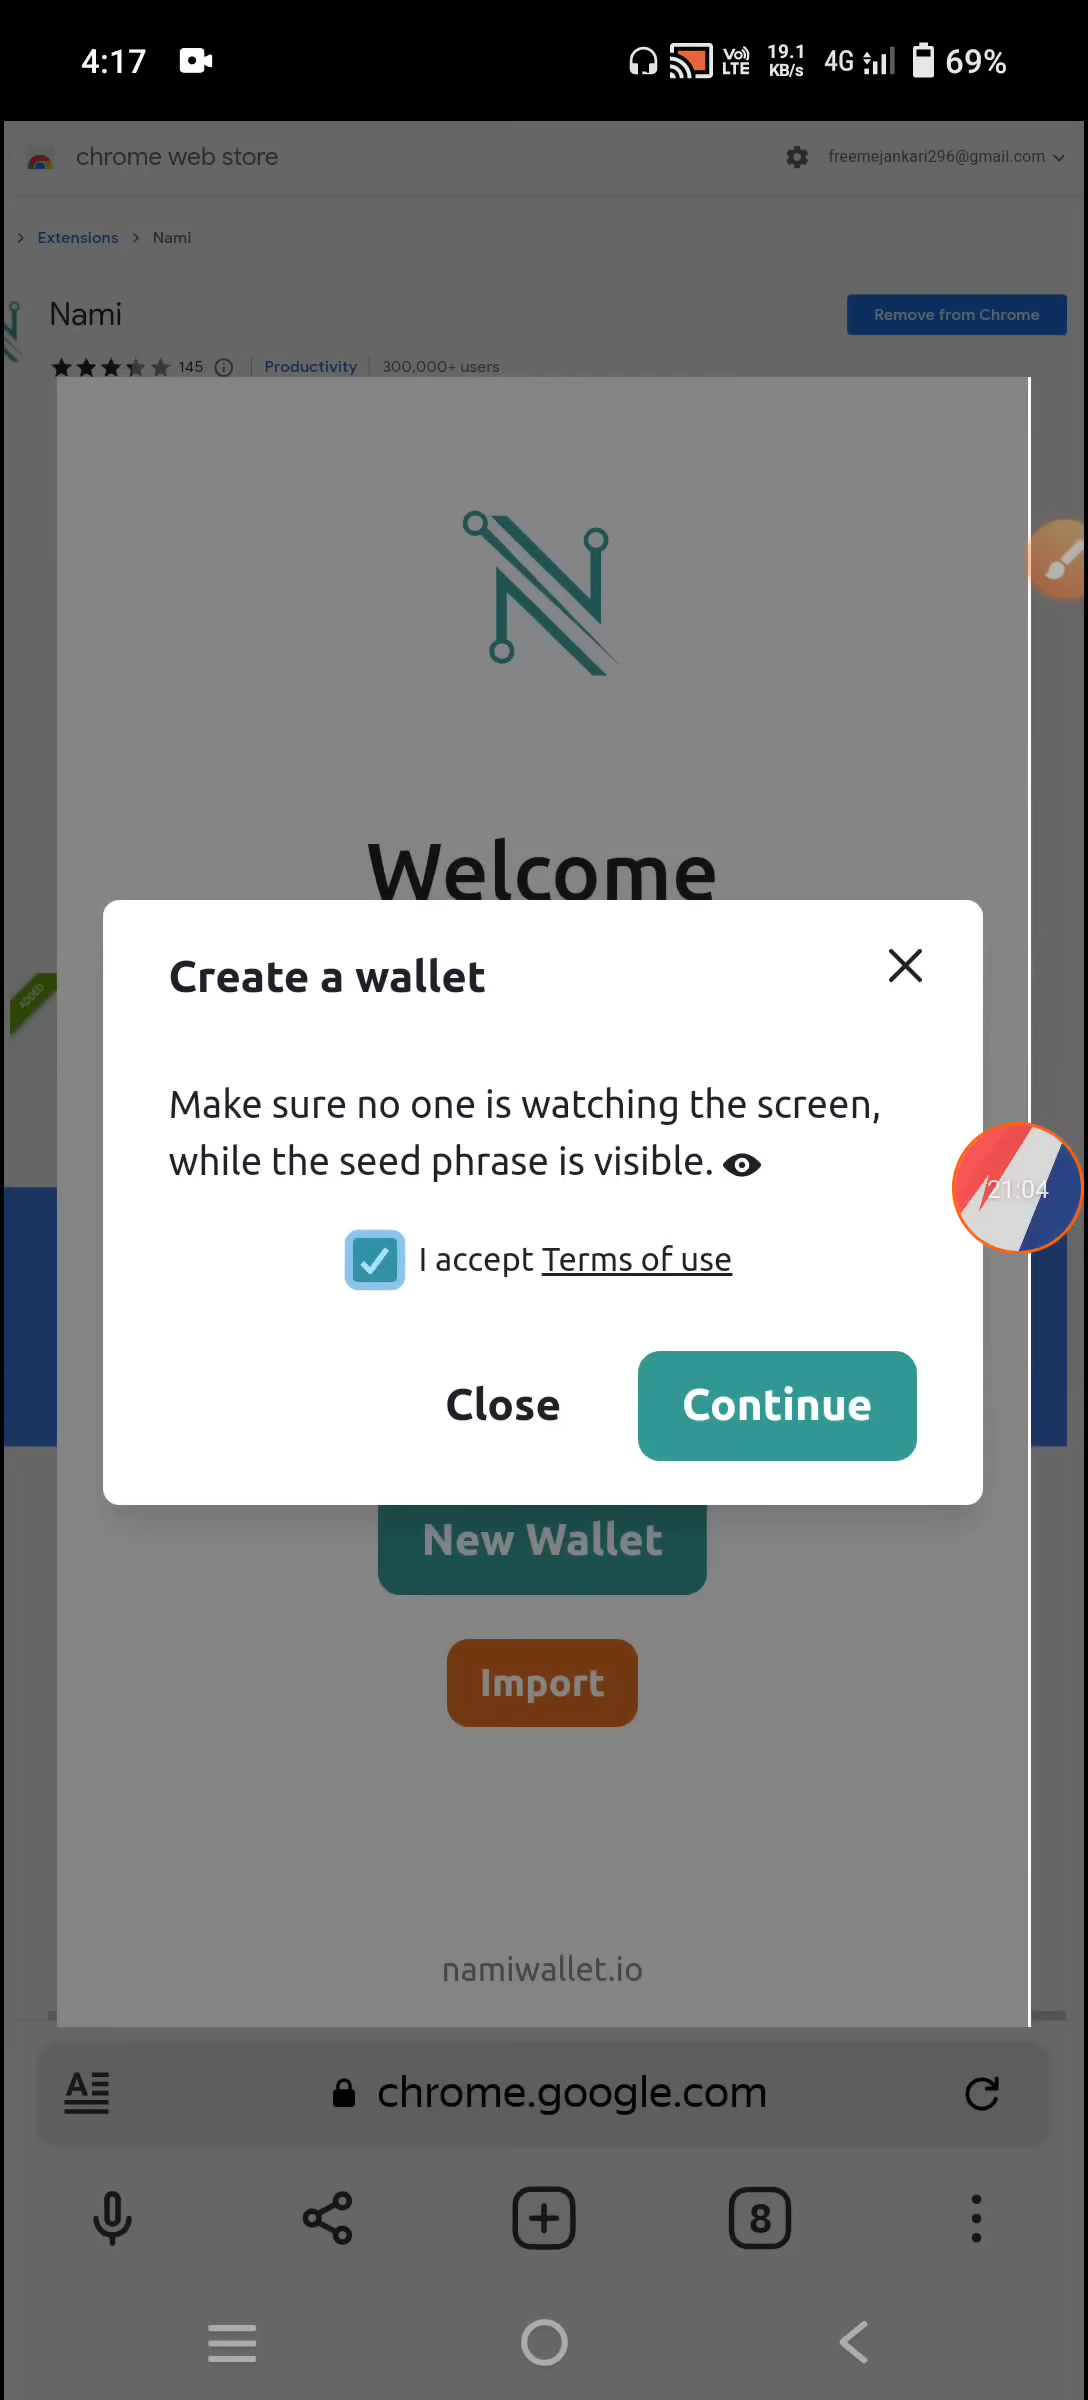 4:17
Vo) LTE
19.1 KB/s
4G
69%
chrome web store
freemejankari296@gmail.com
Extensions
Nami
Nami
Remove from Chrome
145
Productivity
300,000+ users
Welcome
Create a wallet
Make sure no one is watching the screen,
while the seed phrase is visible.
ADDED
21:04
I accept Terms of use
Close
Continue
New Wallet
Import
namiwallet.io
A
chrome.google.com
8